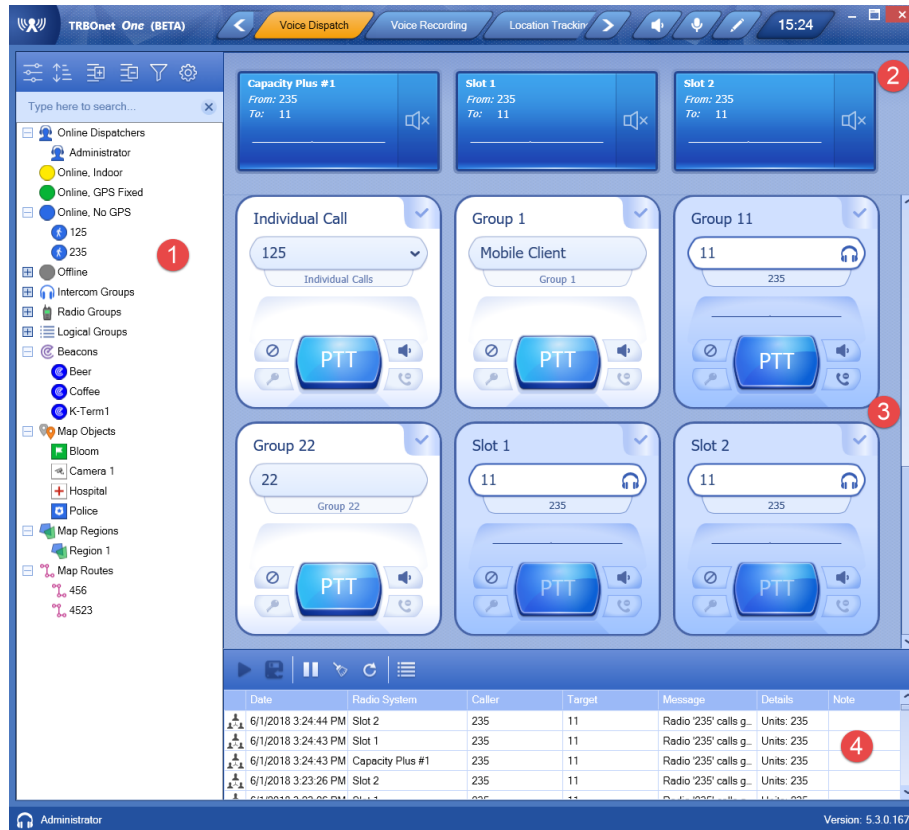 TRBOnet One (BETA)
Voice Dispatch
Voice Recording
Location Trackin
15:24
Type here to search...
Online Dispatchers
Administrator
Online, Indoor
Online, GPS Fixed
Online, No GPS
125
235
Offline
Intercom Groups
Radio Groups
Logical Groups
Beacons
Beer
Coffee
K-Term1
Map Objects
Bloom
Camera 1
Hospital
Police
Map Regions
Region 1
Map Routes
456
4523
1
Capacity Plus #1
From: 235
To: 11
Slot 1
From: 235
To: 11
Slot 2
From: 235
To: 11
2
Individual Call
125
Individual Calls
PTT
Group 1
Mobile Client
Group 1
PTT
Group 11
11
235
PTT
3
Group 22
22
Group 22
PTT
Slot 1
11
235
PTT
Slot 2
11
235
PTT
Date Radio System Caller Target Message Details Note
6/1/2018 3:24:44 PM Slot 2 235 11 Radio '235' calls g... Units: 235
6/1/2018 3:24:43 PM Slot 1 235 11 Radio '235' calls g... Units: 235
6/1/2018 3:24:43 PM Capacity Plus #1 235 11 Radio '235' calls g... Units: 235
6/1/2018 3:23:26 PM Slot 2 235 11 Radio '235' calls g... Units: 235
4
Administrator
Version: 5.3.0.167